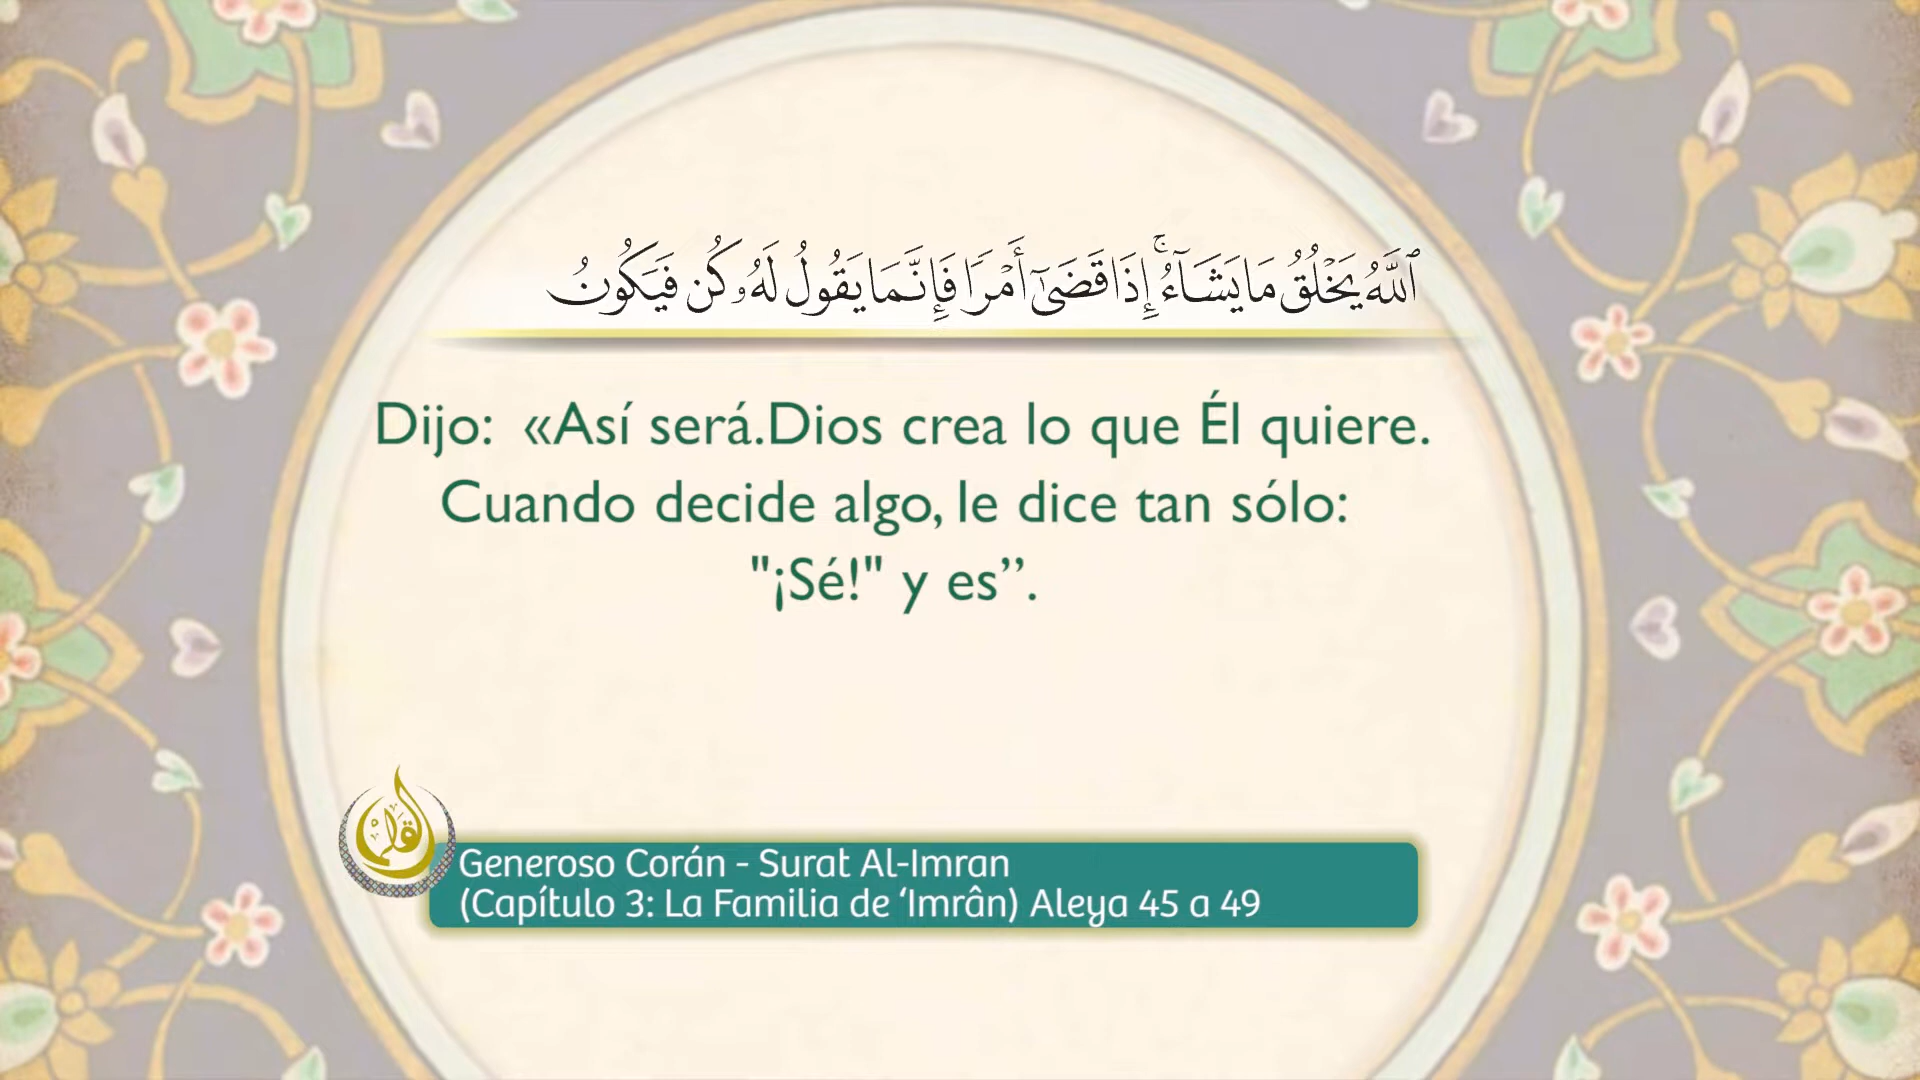 ٱللَّهُ يَخْلُقُ مَا يَشَآءُ ۚ إِذَا قَضَىٰٓ أَمْرًا فَإِنَّمَا يَقُولُ لَهُۥ كُن فَيَكُونُ
Dijo: «Así será.Dios crea lo que Él quiere.
Cuando decide algo, le dice tan sólo:
"¡Sé!" y es”.
Generoso Corán - Surat Al-Imran
(Capítulo 3: La Familia de ‘Imrân) Aleya 45 a 49